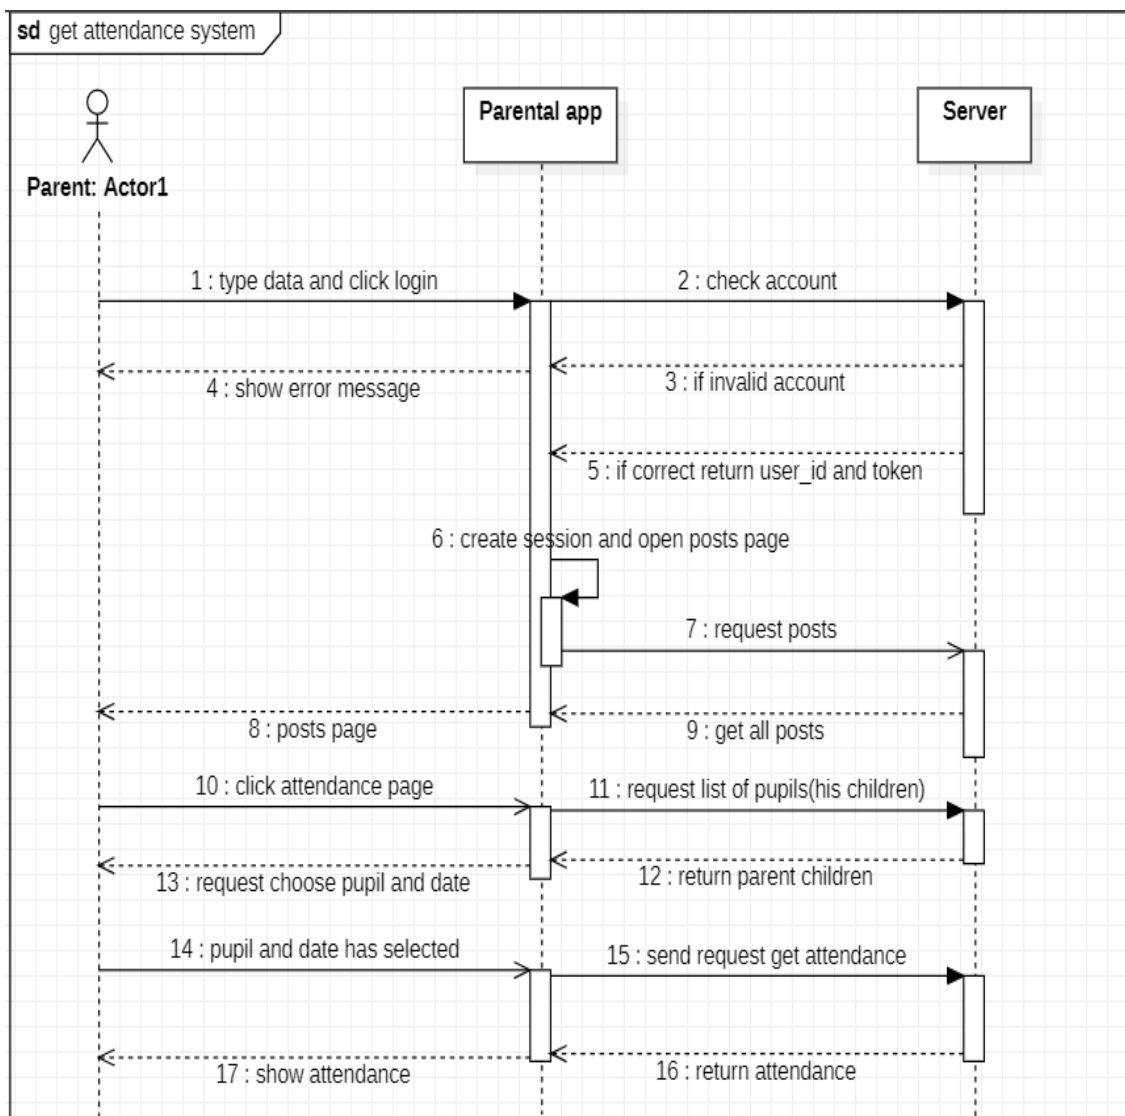 sd get attendance system
Parental app
Server
Parent: Actor1
1 : type data and click login
2 : check account
3 : if invalid account
4 : show error message
5 : if correct return user_id and token
6 : create session and open posts page
7 : request posts
8 : posts page
9 : get all posts
10 : click attendance page
11 : request list of pupils(his children)
12 : return parent children
13 : request choose pupil and date
14 : pupil and date has selected
15 : send request get attendance
16 : return attendance
17 : show attendance